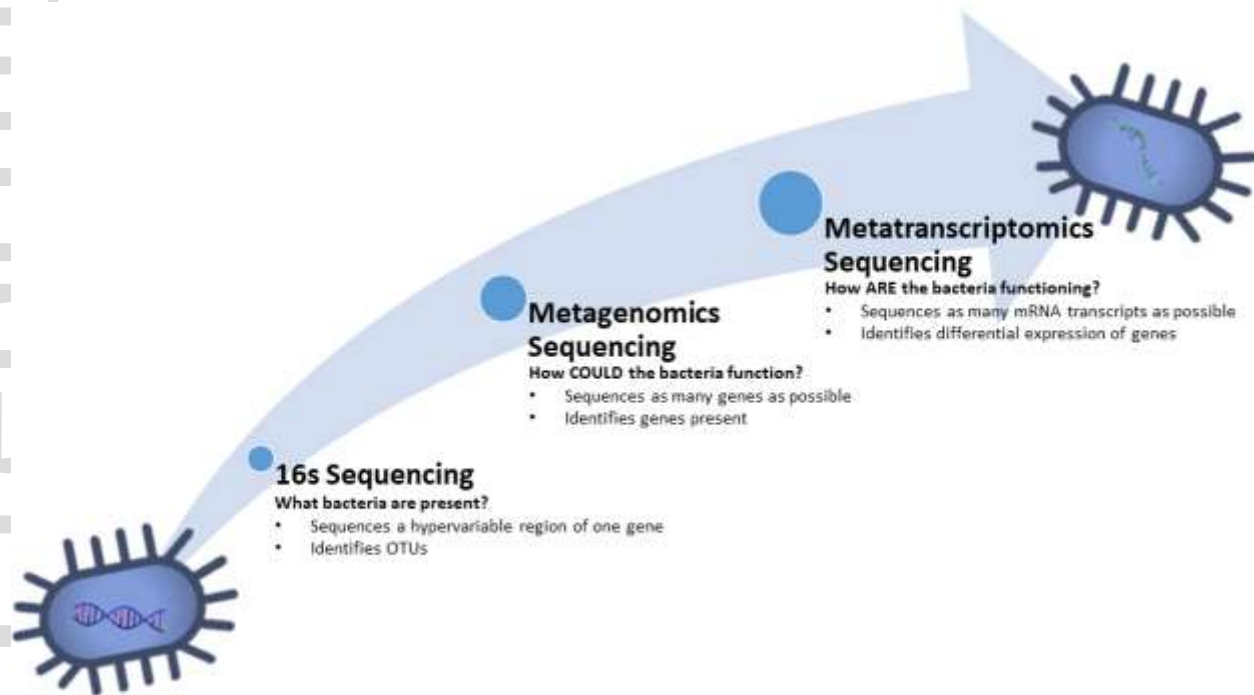 Metatranscriptomics
Sequencing
How ARE the bacteria functioning?
• Sequences as many mRNA transcripts as possible
• Identifies differential expression of genes
Metagenomics
Sequencing
How COULD the bacteria function?
• Sequences as many genes as possible
• Identifies genes present
16s Sequencing
What bacteria are present?
• Sequences a hypervariable region of one gene
• Identifies OTUs